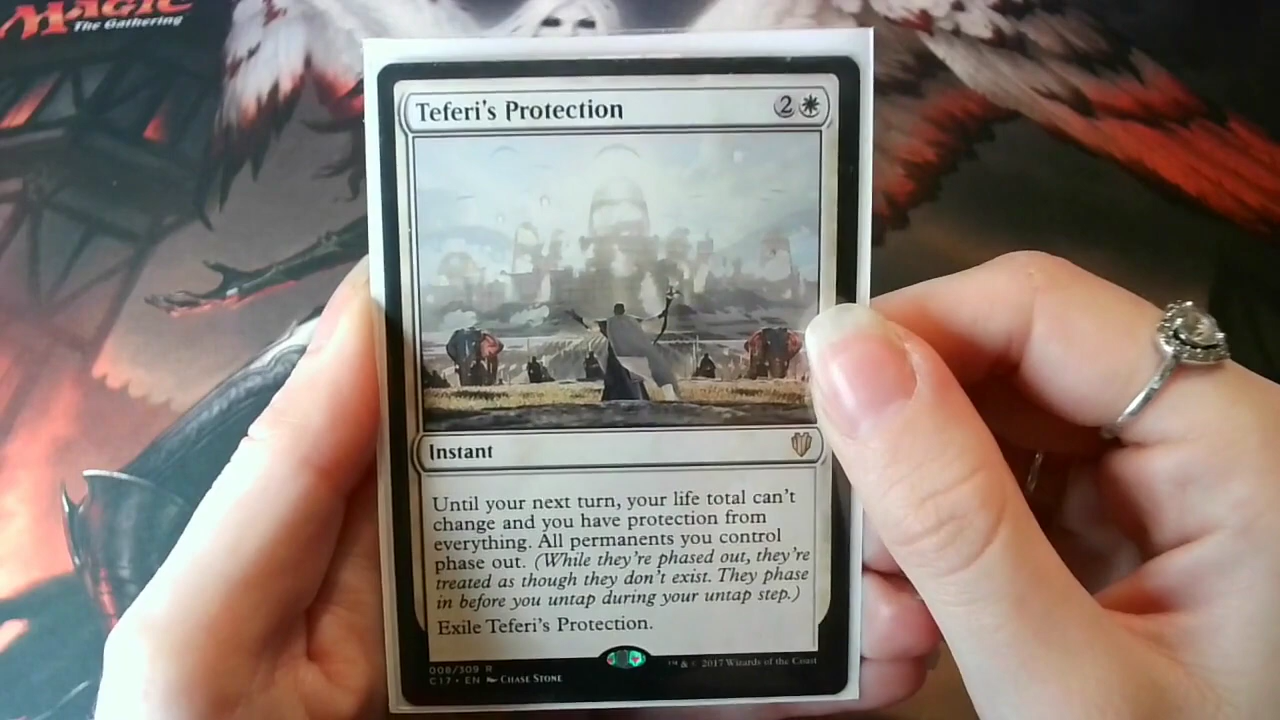 MAGIC
The Gathering
Teferi's Protection 2
Instant
Until your next turn, your life total can't
change and you have protection from
everything. All permanents you control
phase out. (While they're phased out, they're
treated as though they don't exist. They phase
in before you untap during your untap step.)
Exile Teferi's Protection.
008/309 R
C17 • EN Chase Stone
™ & © 2017 Wizards of the Coast